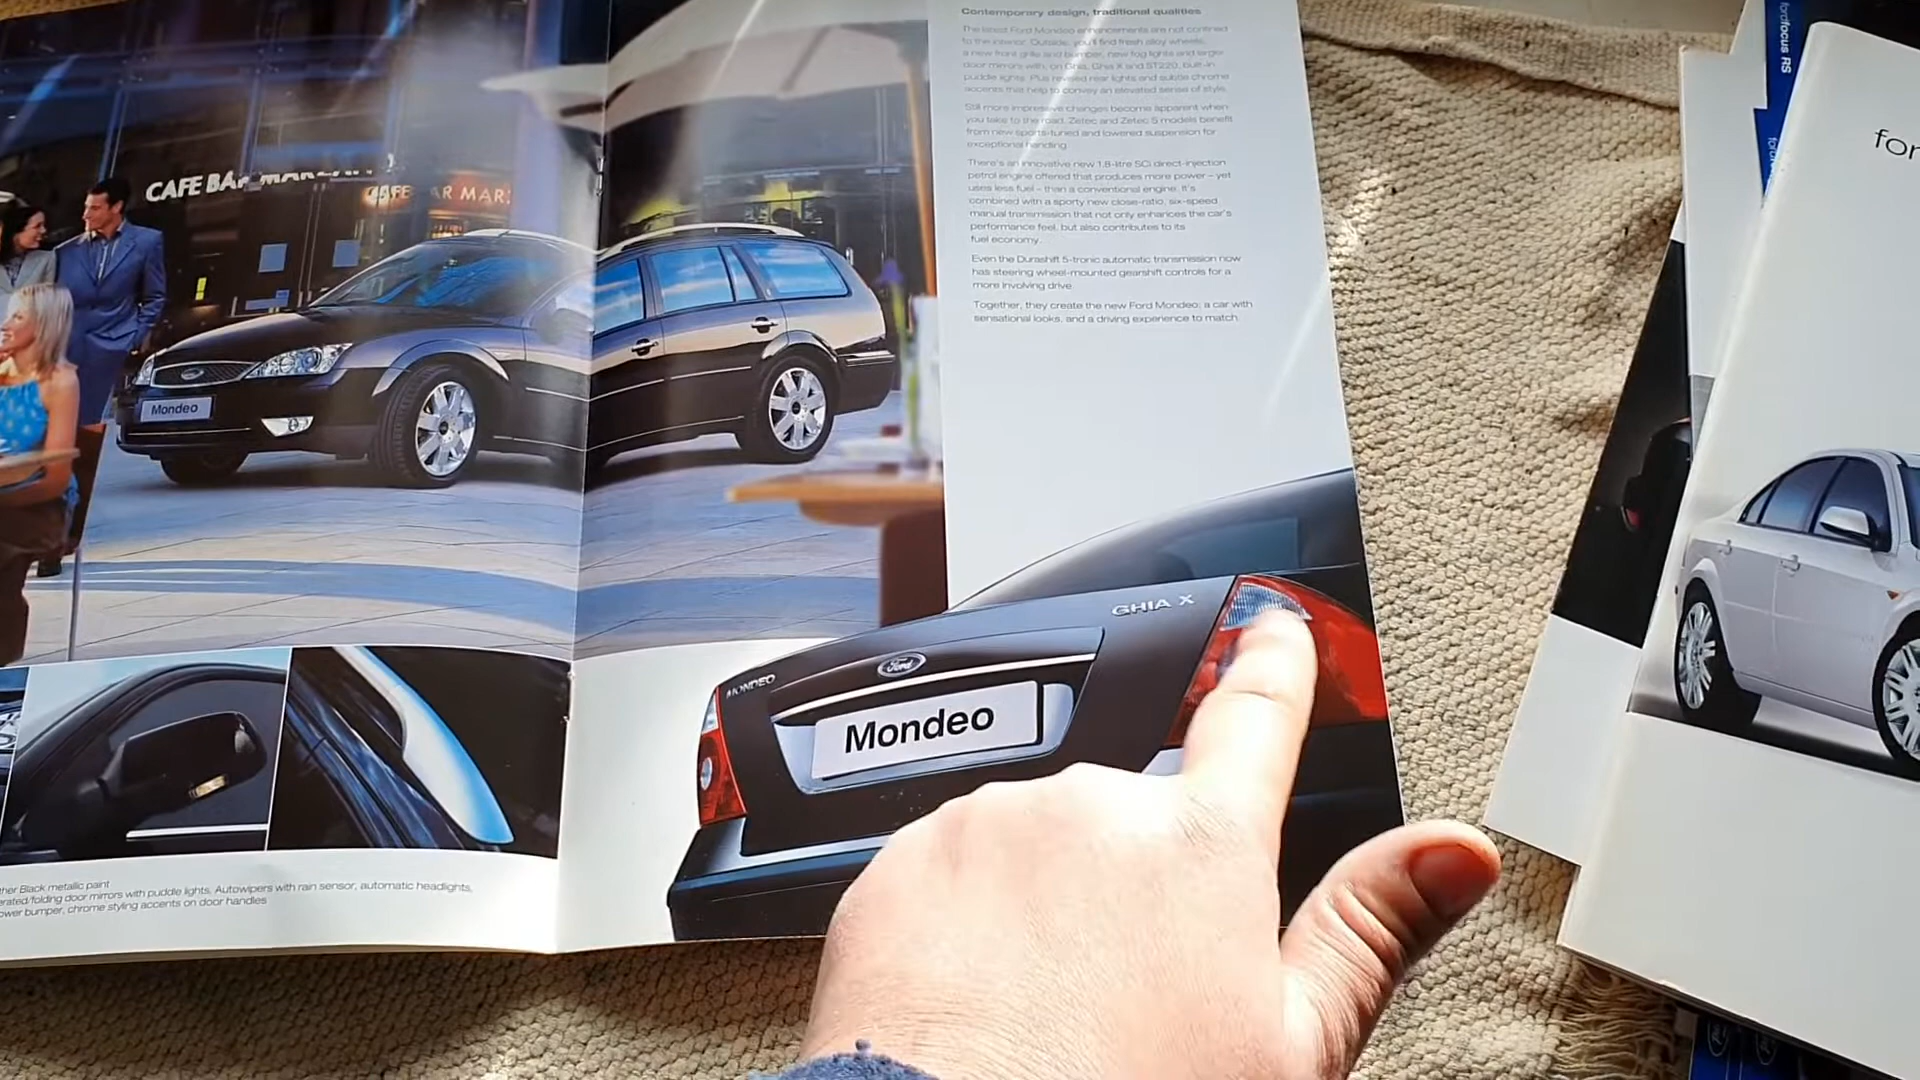 CAFE BAR MAR
CAFE BAR MARS
Mondeo
Contemporary design, traditional qualities
The latest Ford Mondeo enhancements are not confined
to the interior. Outside, you'll find fresh alloy wheels,
a new front grille and bumper, new fog lights and larger
door mirrors with, on Ghia, Ghia X and ST220, built-in
puddle lights. Plus revised rear lights and subtle chrome
accents that help to convey an elevated sense of style.
Still more impressive changes become apparent when
you take to the road. Zetec and Zetec S models benefit
from new sports-tuned and lowered suspension for
exceptional handling.
There's an innovative new 1.8-litre SCi direct-injection
petrol engine offered that produces more power – yet
uses less fuel – than a conventional engine. It's
combined with a sporty new close-ratio, six-speed
manual transmission that not only enhances the car's
performance feel, but also contributes to its
fuel economy.
Even the Durashift 5-tronic automatic transmission now
has steering wheel-mounted gearshift controls for a
more involving drive.
Together, they create the new Ford Mondeo; a car with
sensational looks, and a driving experience to match.
GHIA X
MONDEO
Ford
Mondeo
ther Black metallic paint
erated/folding door mirrors with puddle lights, Autowipers with rain sensor, automatic headlights,
ower bumper, chrome styling accents on door handles
fordfocus RS
for